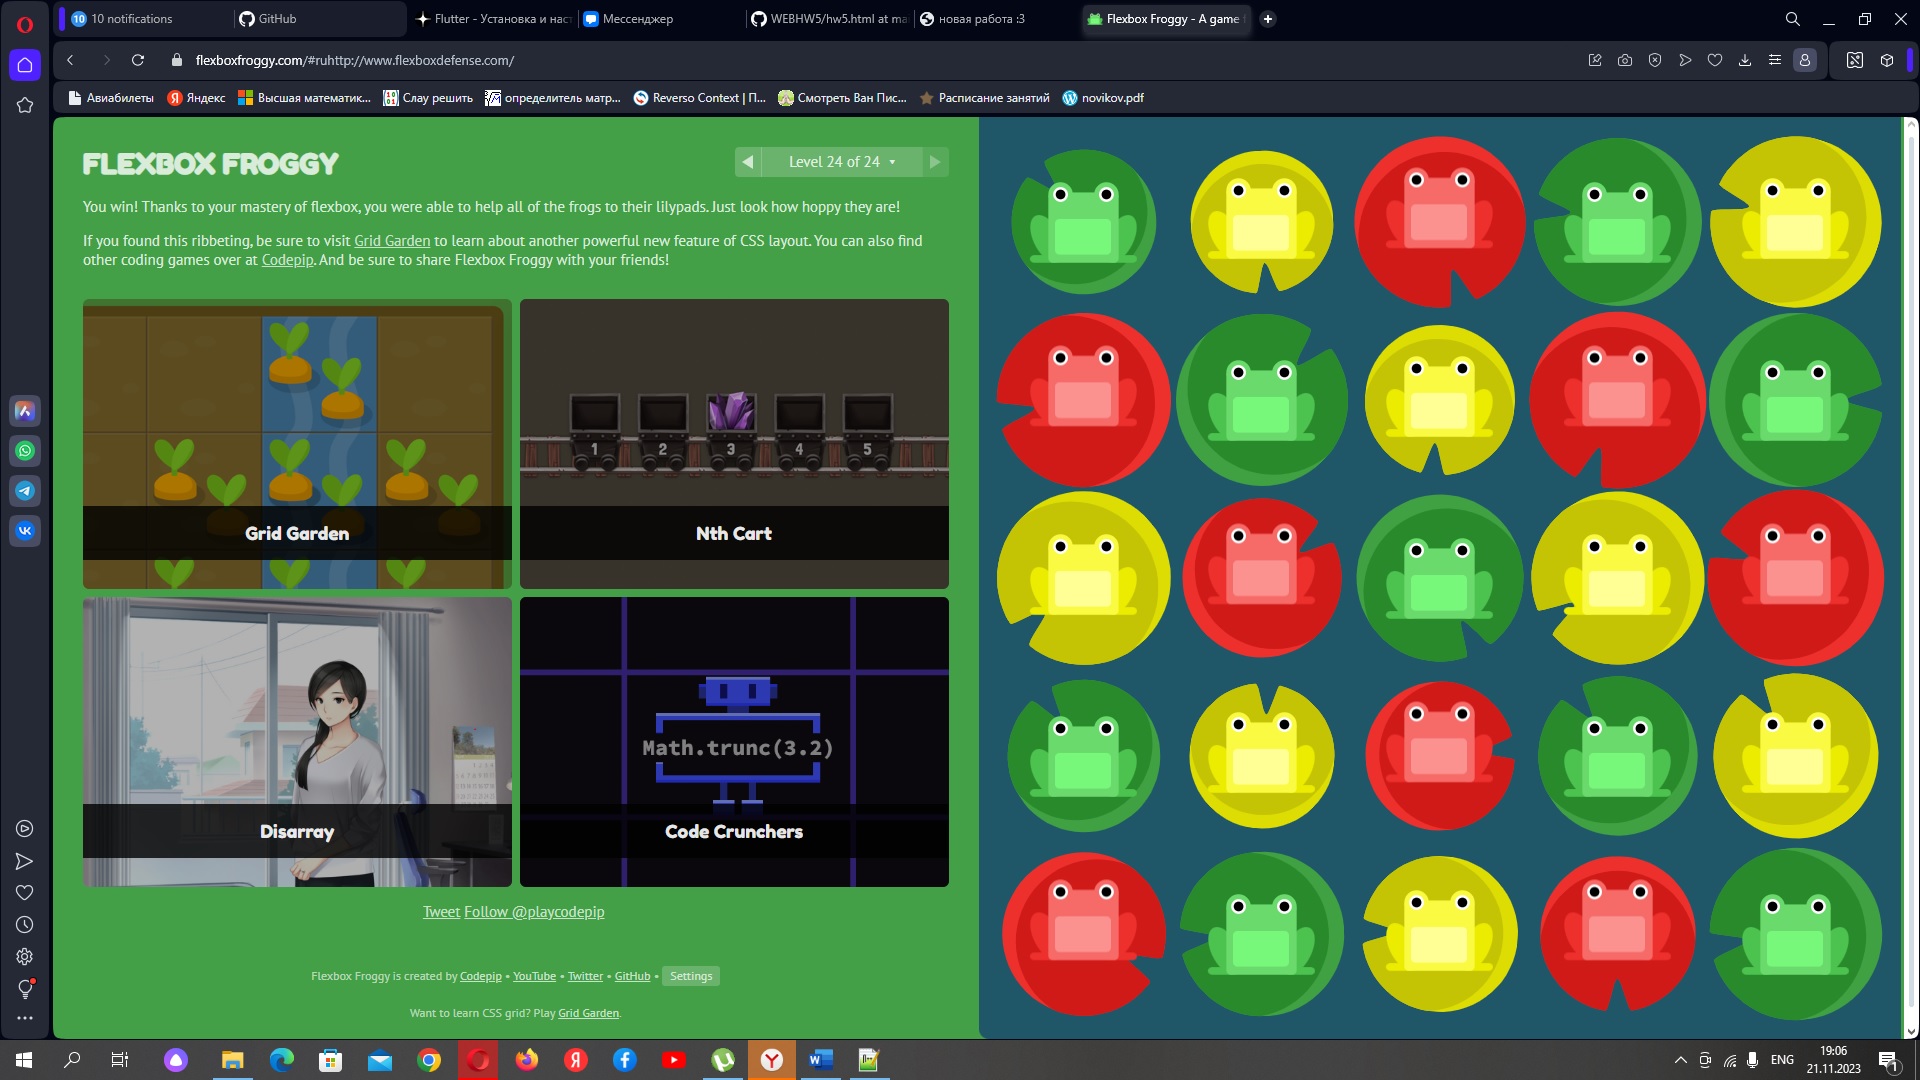 10 10 notifications
GitHub
Flutter - Установка и наст
Мессенджер
WEBHW5/hw5.html at ma
новая работа :3
Flexbox Froggy - A game f
flexboxfroggy.com/#ruhttp://www.flexboxdefense.com/
Авиабилеты
Яндекс
Высшая математик...
Слау решить
определитель матр...
Reverso Context | П...
Смотреть Ван Пис...
Расписание занятий
novikov.pdf
FLEXBOX FROGGY
Level 24 of 24
You win! Thanks to your mastery of flexbox, you were able to help all of the frogs to their lilypads. Just look how hoppy they are!
If you found this ribbeting, be sure to visit Grid Garden to learn about another powerful new feature of CSS layout. You can also find
other coding games over at Codepip. And be sure to share Flexbox Froggy with your friends!
1 2 3 4 5
Grid Garden
Nth Cart
Math.trunc(3.2)
Disarray
Code Crunchers
Tweet Follow @playcodepip
Flexbox Froggy is created by Codepip • YouTube • Twitter • GitHub • Settings
Want to learn CSS grid? Play Grid Garden.
ENG
19:06
21.11.2023
1